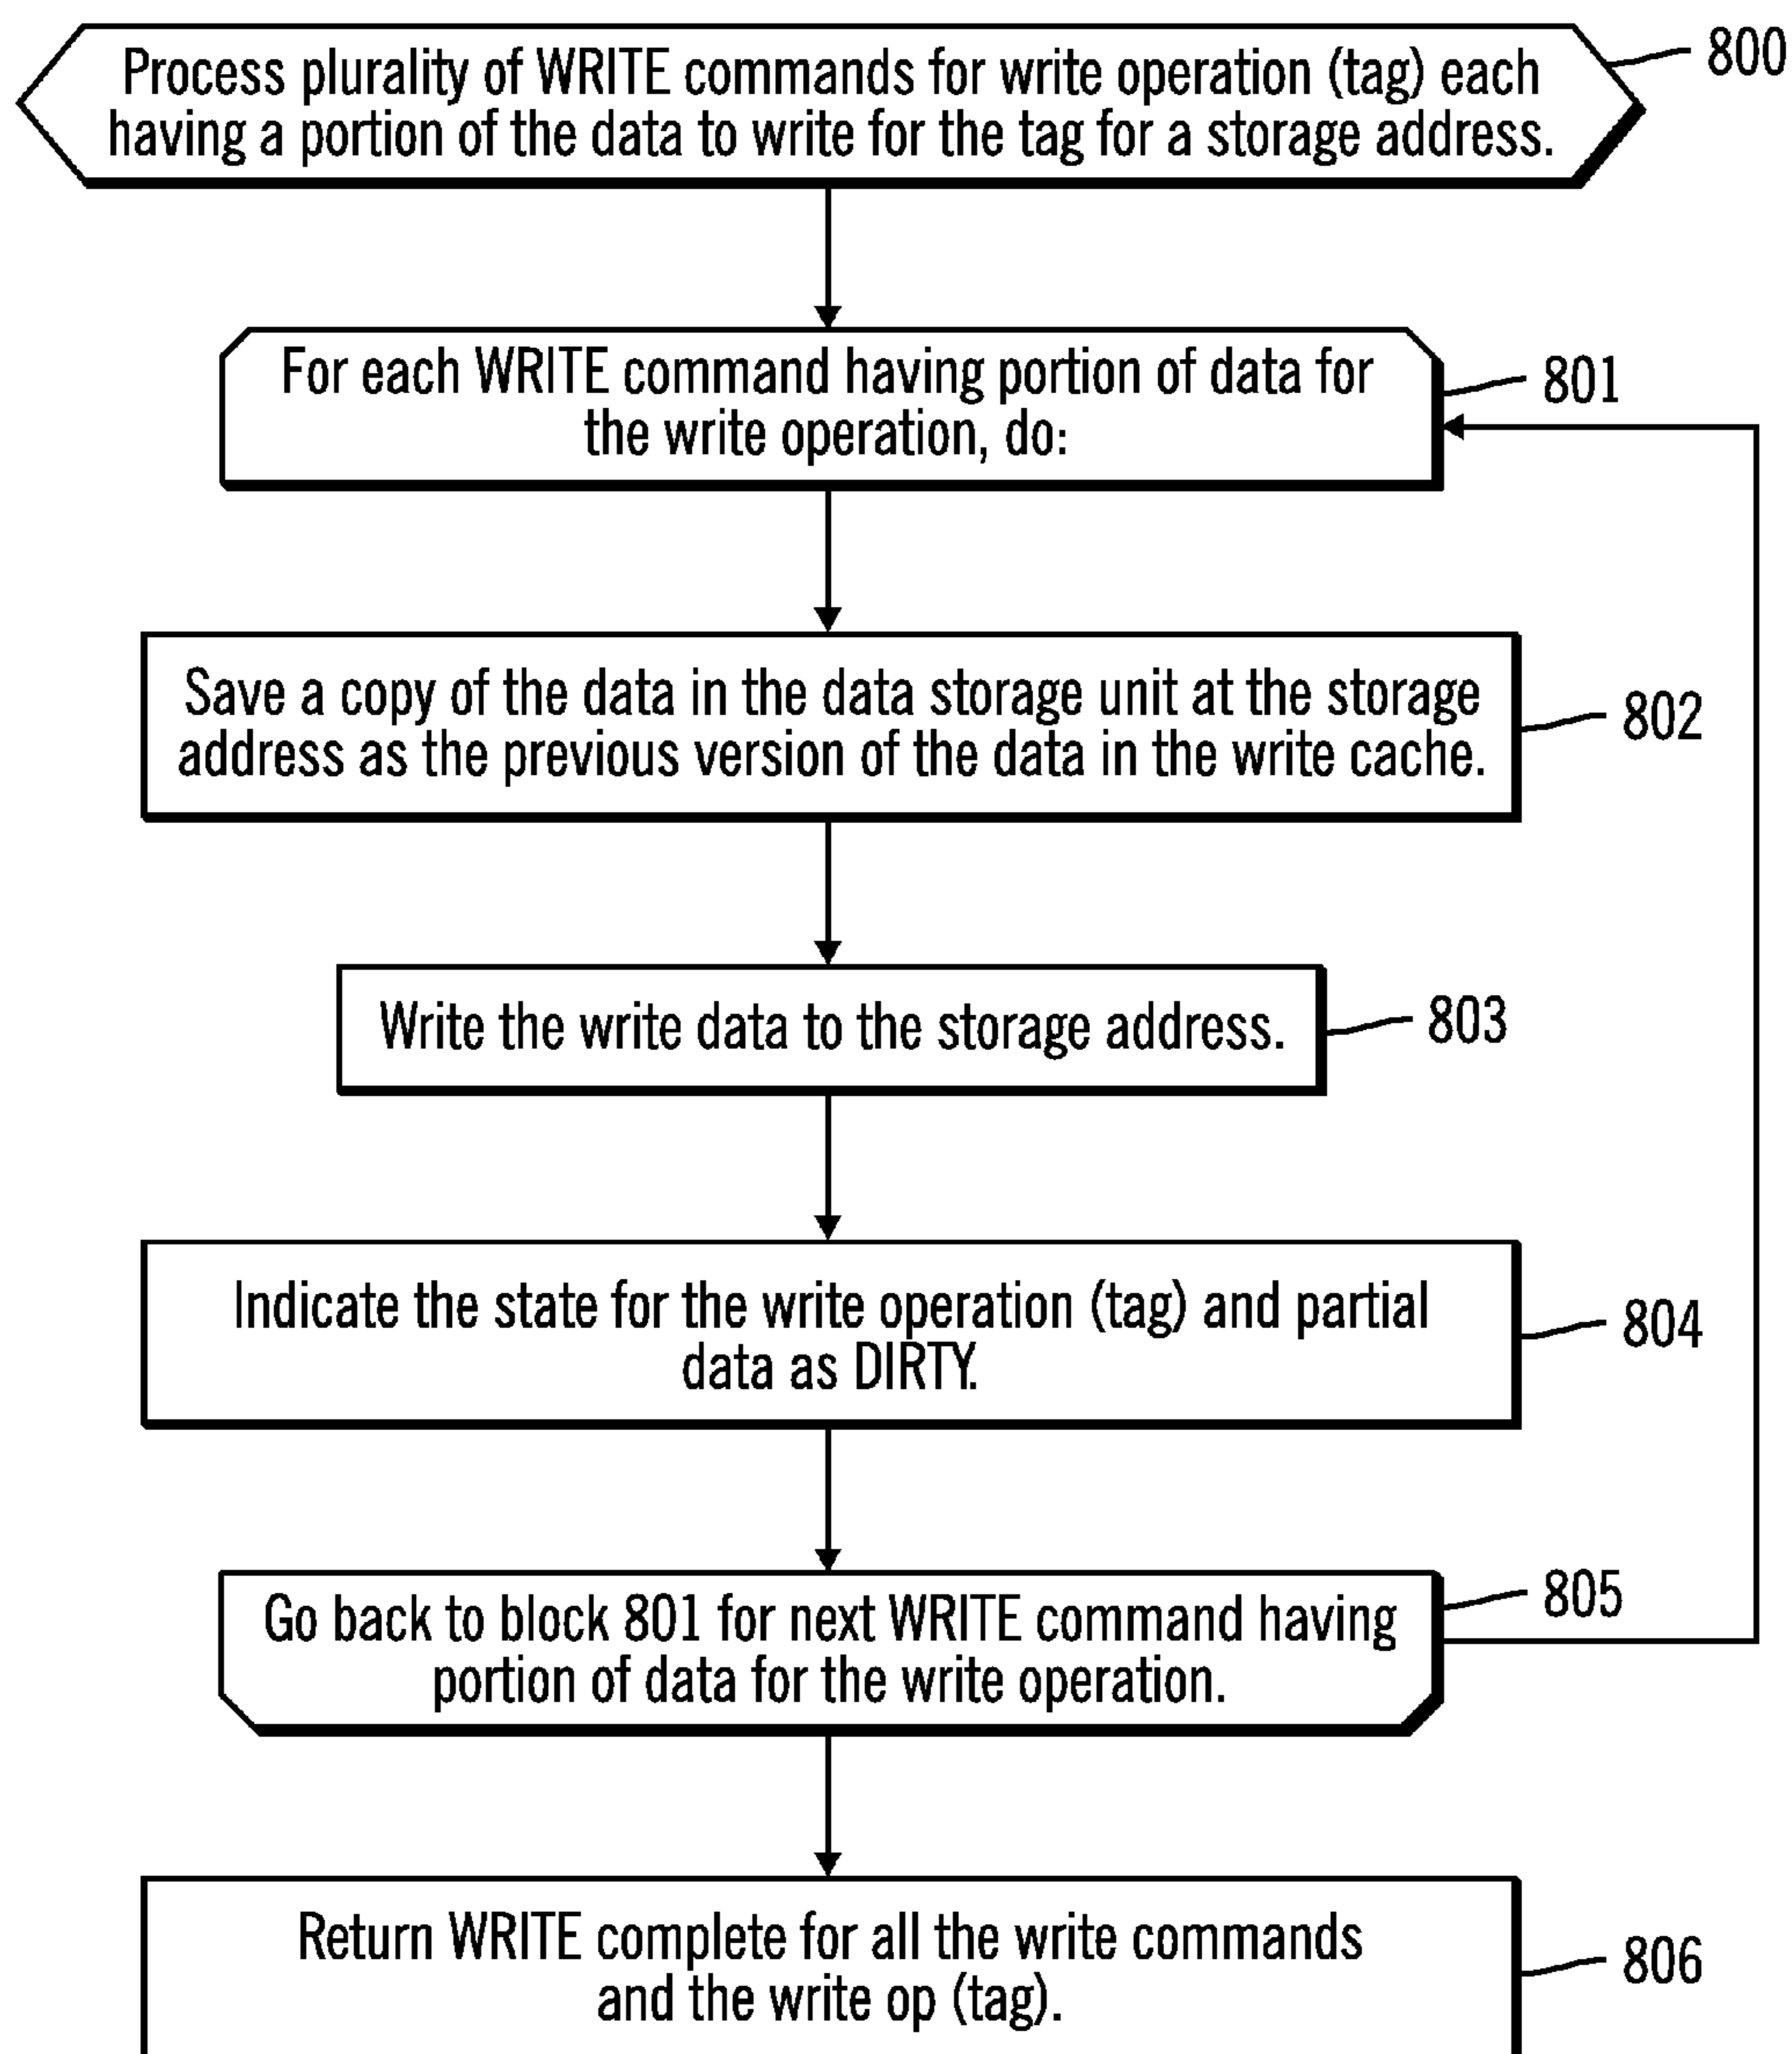 Process plurality of WRITE commands for write operation (tag) each
having a portion of the data to write for the tag for a storage address.
800
For each WRITE command having portion of data for
the write operation, do:
801
Save a copy of the data in the data storage unit at the storage
address as the previous version of the data in the write cache.
802
Write the write data to the storage address.
803
Indicate the state for the write operation (tag) and partial
data as DIRTY.
804
Go back to block 801 for next WRITE command having
portion of data for the write operation.
805
Return WRITE complete for all the write commands
and the write op (tag).
806